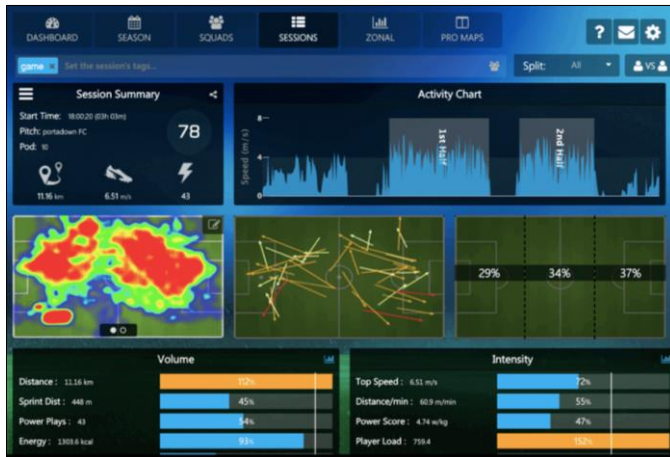 DASHBOARD SEASON SQUADS SESSIONS ZONAL PRO MAPS
?
game × Set the session's tags... Split: All VS
Session Summary
Start Time: 18:00:20 (03h 03m)
Pitch: portadown FC
Pod: 10
78
11.16 km 6.51 m/s 43
Activity Chart
Speed (m/s)
8
4
0
1st Half
2nd Half
29% 34% 37%
Volume
Distance : 11.16 km 112%
Sprint Dist : 448 m 45%
Power Plays : 43 54%
Energy : 1303.6 kcal 93%
Intensity
Top Speed : 6.51 m/s 72%
Distance/min : 60.9 m/min 55%
Power Score : 4.74 w/kg 47%
Player Load : 759.4 152%